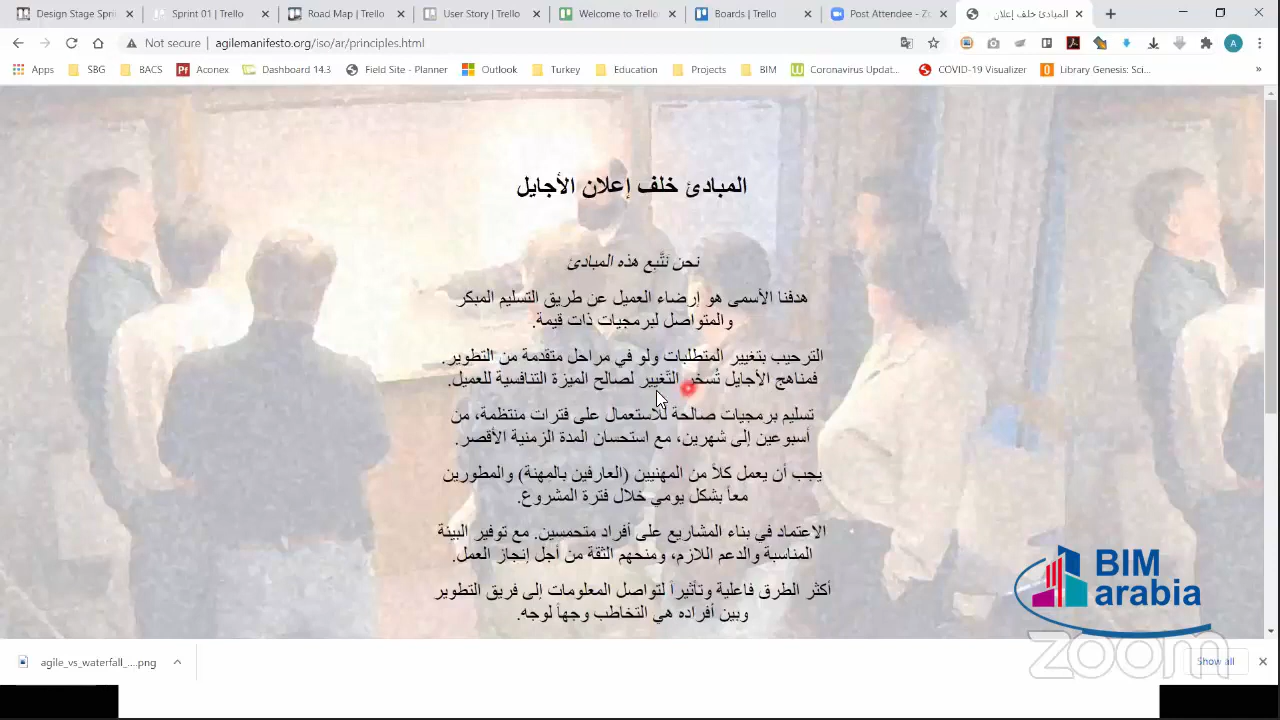 Design Stage Spri
Sprint 01 | Trello
Road Map | Trello
User Story | Trello
Welcome to Trello
Boards | Trello
Post Attendee - Zo
المبادئ خلف إعلان
Not secure | agilemanifesto.org/iso/ar/principles.html
A
Apps
SBG
BACS
Aconex
Dashboard 14.3
Field Site - Planner
Outlook
Turkey
Education
Projects
BIM
Coronavirus Updat...
COVID-19 Visualizer
Library Genesis: Sci...
»
المبادئ خلف إعلان الأجايل
نحن نتَّبع هذه المبادئ
هدفنا الأسمى هو إرضاء العميل عن طريق التسليم المبكر
والمتواصل لبرمجيات ذات قيمة.
الترحيب بتغيير المتطلبات ولو في مراحل متقدمة من التطوير.
فمناهج الأجايل تُسخر التّغيير لصالح الميزة التنافسية للعميل.
تسليم برمجيات صالحة للاستعمال على فترات منتظمة، من
أسبوعين إلى شهرين، مع استحسان المدة الزمنية الأقصر.
يجب أن يعمل كلاً من المهنيين (العارفين بالمِهنة) والمطورين
معاً بشكل يومي خلال فترة المشروع.
الاعتماد في بناء المشاريع على أفراد متحمسين. مع توفير البيئة
المناسبة والدعم اللازم، ومنحهم الثقة من أجل إنجاز العمل.
أكثر الطرق فاعلية وتأثيراً لتواصل المعلومات إلى فريق التطوير
وبين أفراده هي التخاطب وجهاً لوجه.
BIM
arabia
zoom
agile_vs_waterfall_....png
Show all